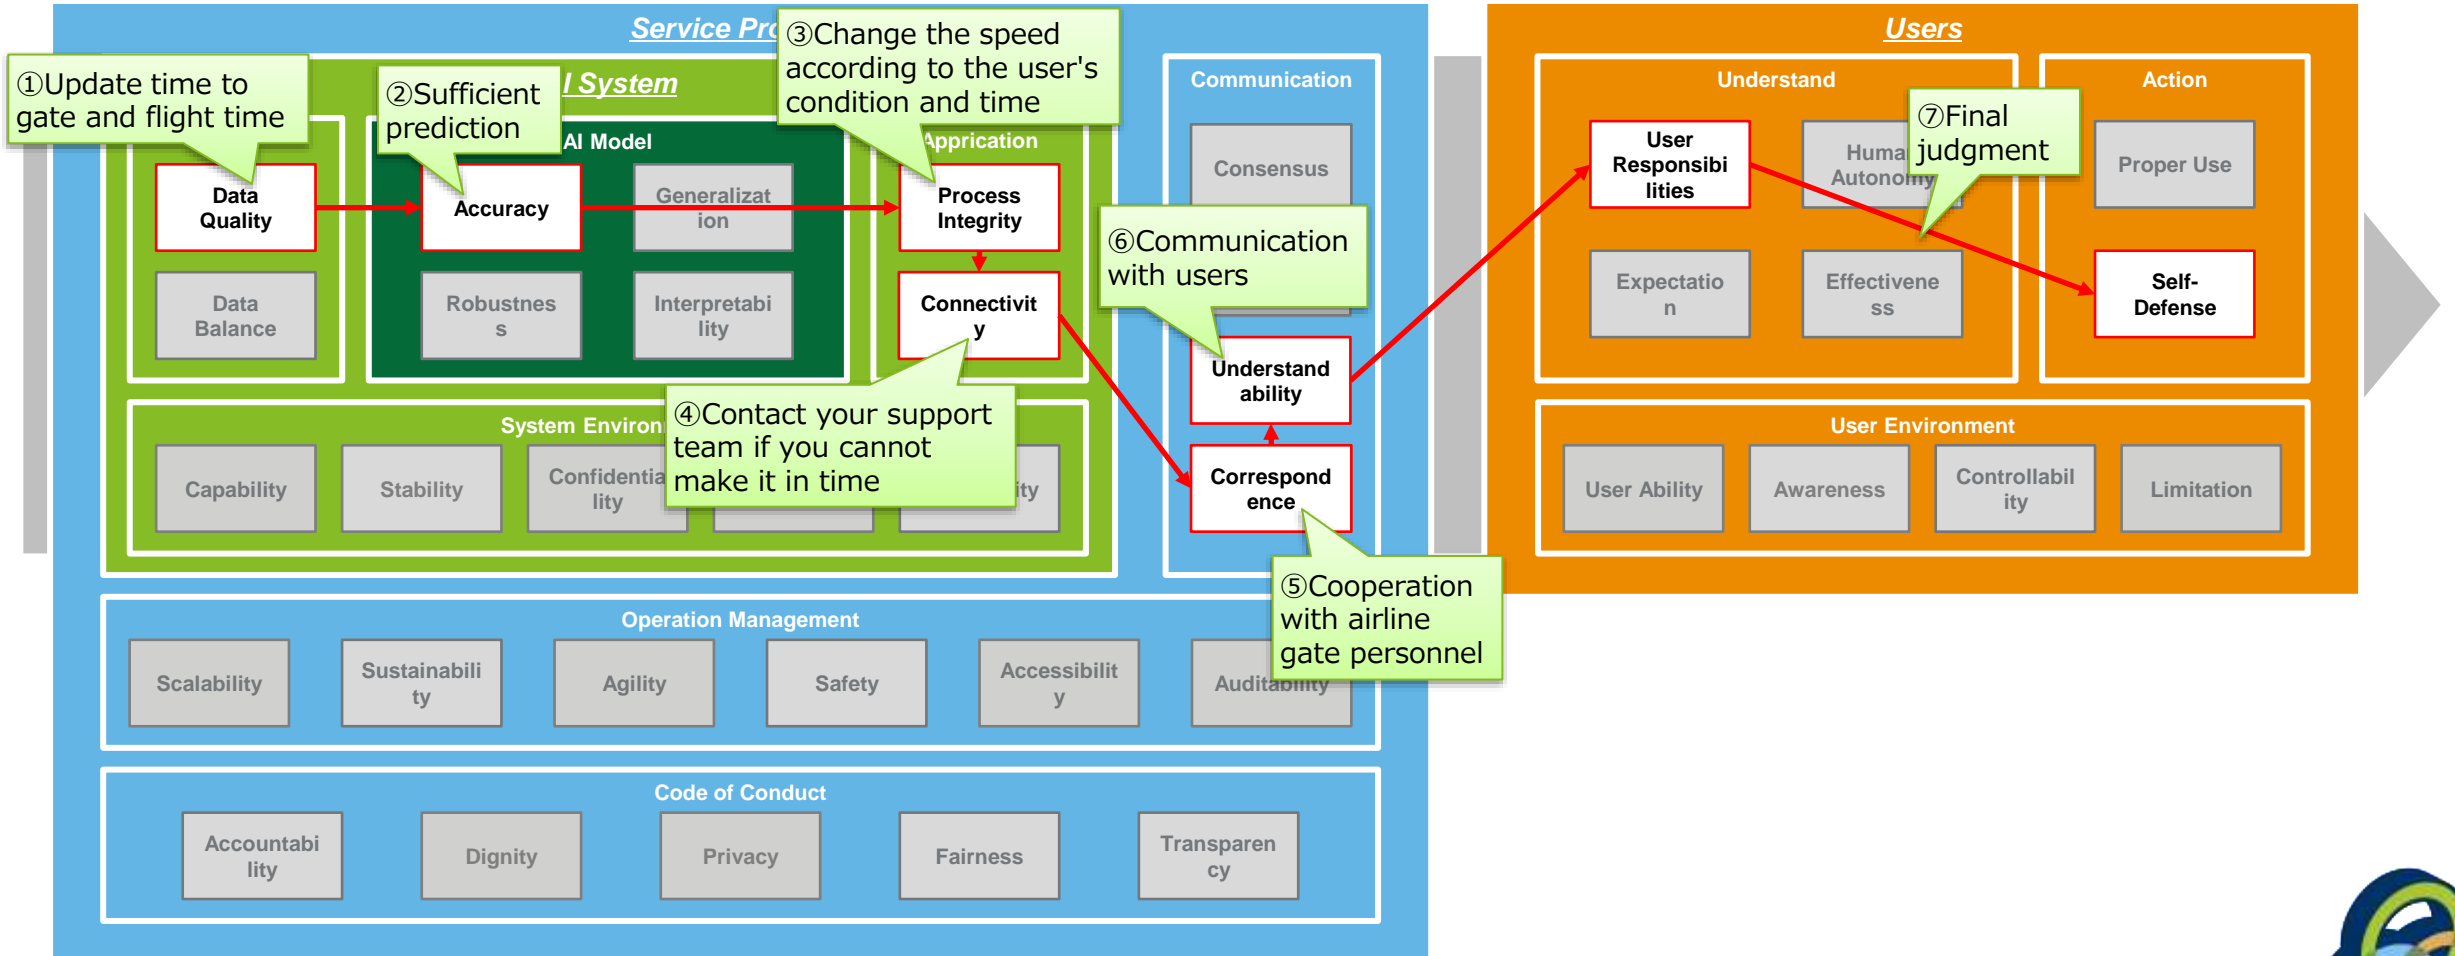 Service Pro
Users
①Update time to
gate and flight time
l System
②Sufficient
prediction
③Change the speed
according to the user's
condition and time
AI Model
Apprication
Data
Quality
Data
Balance
Accuracy
Generalizat
ion
Robustnes
s
Interpretabi
lity
Process
Integrity
Connectivit
y
④Contact your support
team if you cannot
make it in time
System Environ
Capability
Stability
Confidentia
lity
ity
Communication
Consensus
⑥Communication
with users
Understand
ability
Correspond
ence
⑤Cooperation
with airline
gate personnel
Understand
User
Responsibi
lities
Huma
Autonomy
⑦Final
judgment
Expectatio
n
Effectivene
ss
Action
Proper Use
Self-
Defense
User Environment
User Ability
Awareness
Controllabil
ity
Limitation
Operation Management
Scalability
Sustainabili
ty
Agility
Safety
Accessibilit
y
Auditability
Code of Conduct
Accountabi
lity
Dignity
Privacy
Fairness
Transparen
cy